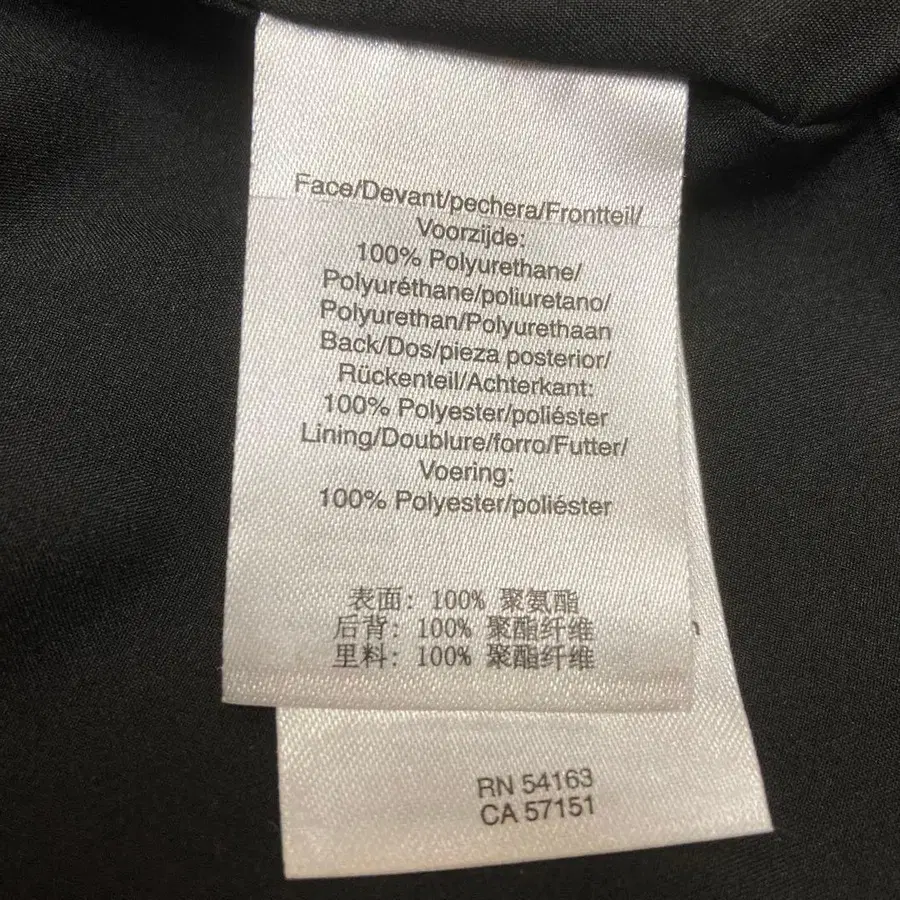 Face/Devant/pechera/Frontteil/
Voorzijde:
100% Polyurethane/
Polyuréthane/poliuretano/
Polyurethan/Polyurethaan
Back/Dos/pieza posterior/
Rückenteil/Achterkant:
100% Polyester/poliéster
Lining/Doublure/forro/Futter/
Voering:
100% Polyester/poliéster
表面: 100% 聚氨酯
后背: 100% 聚酯纤维
里料: 100% 聚酯纤维
RN 54163
CA 57151